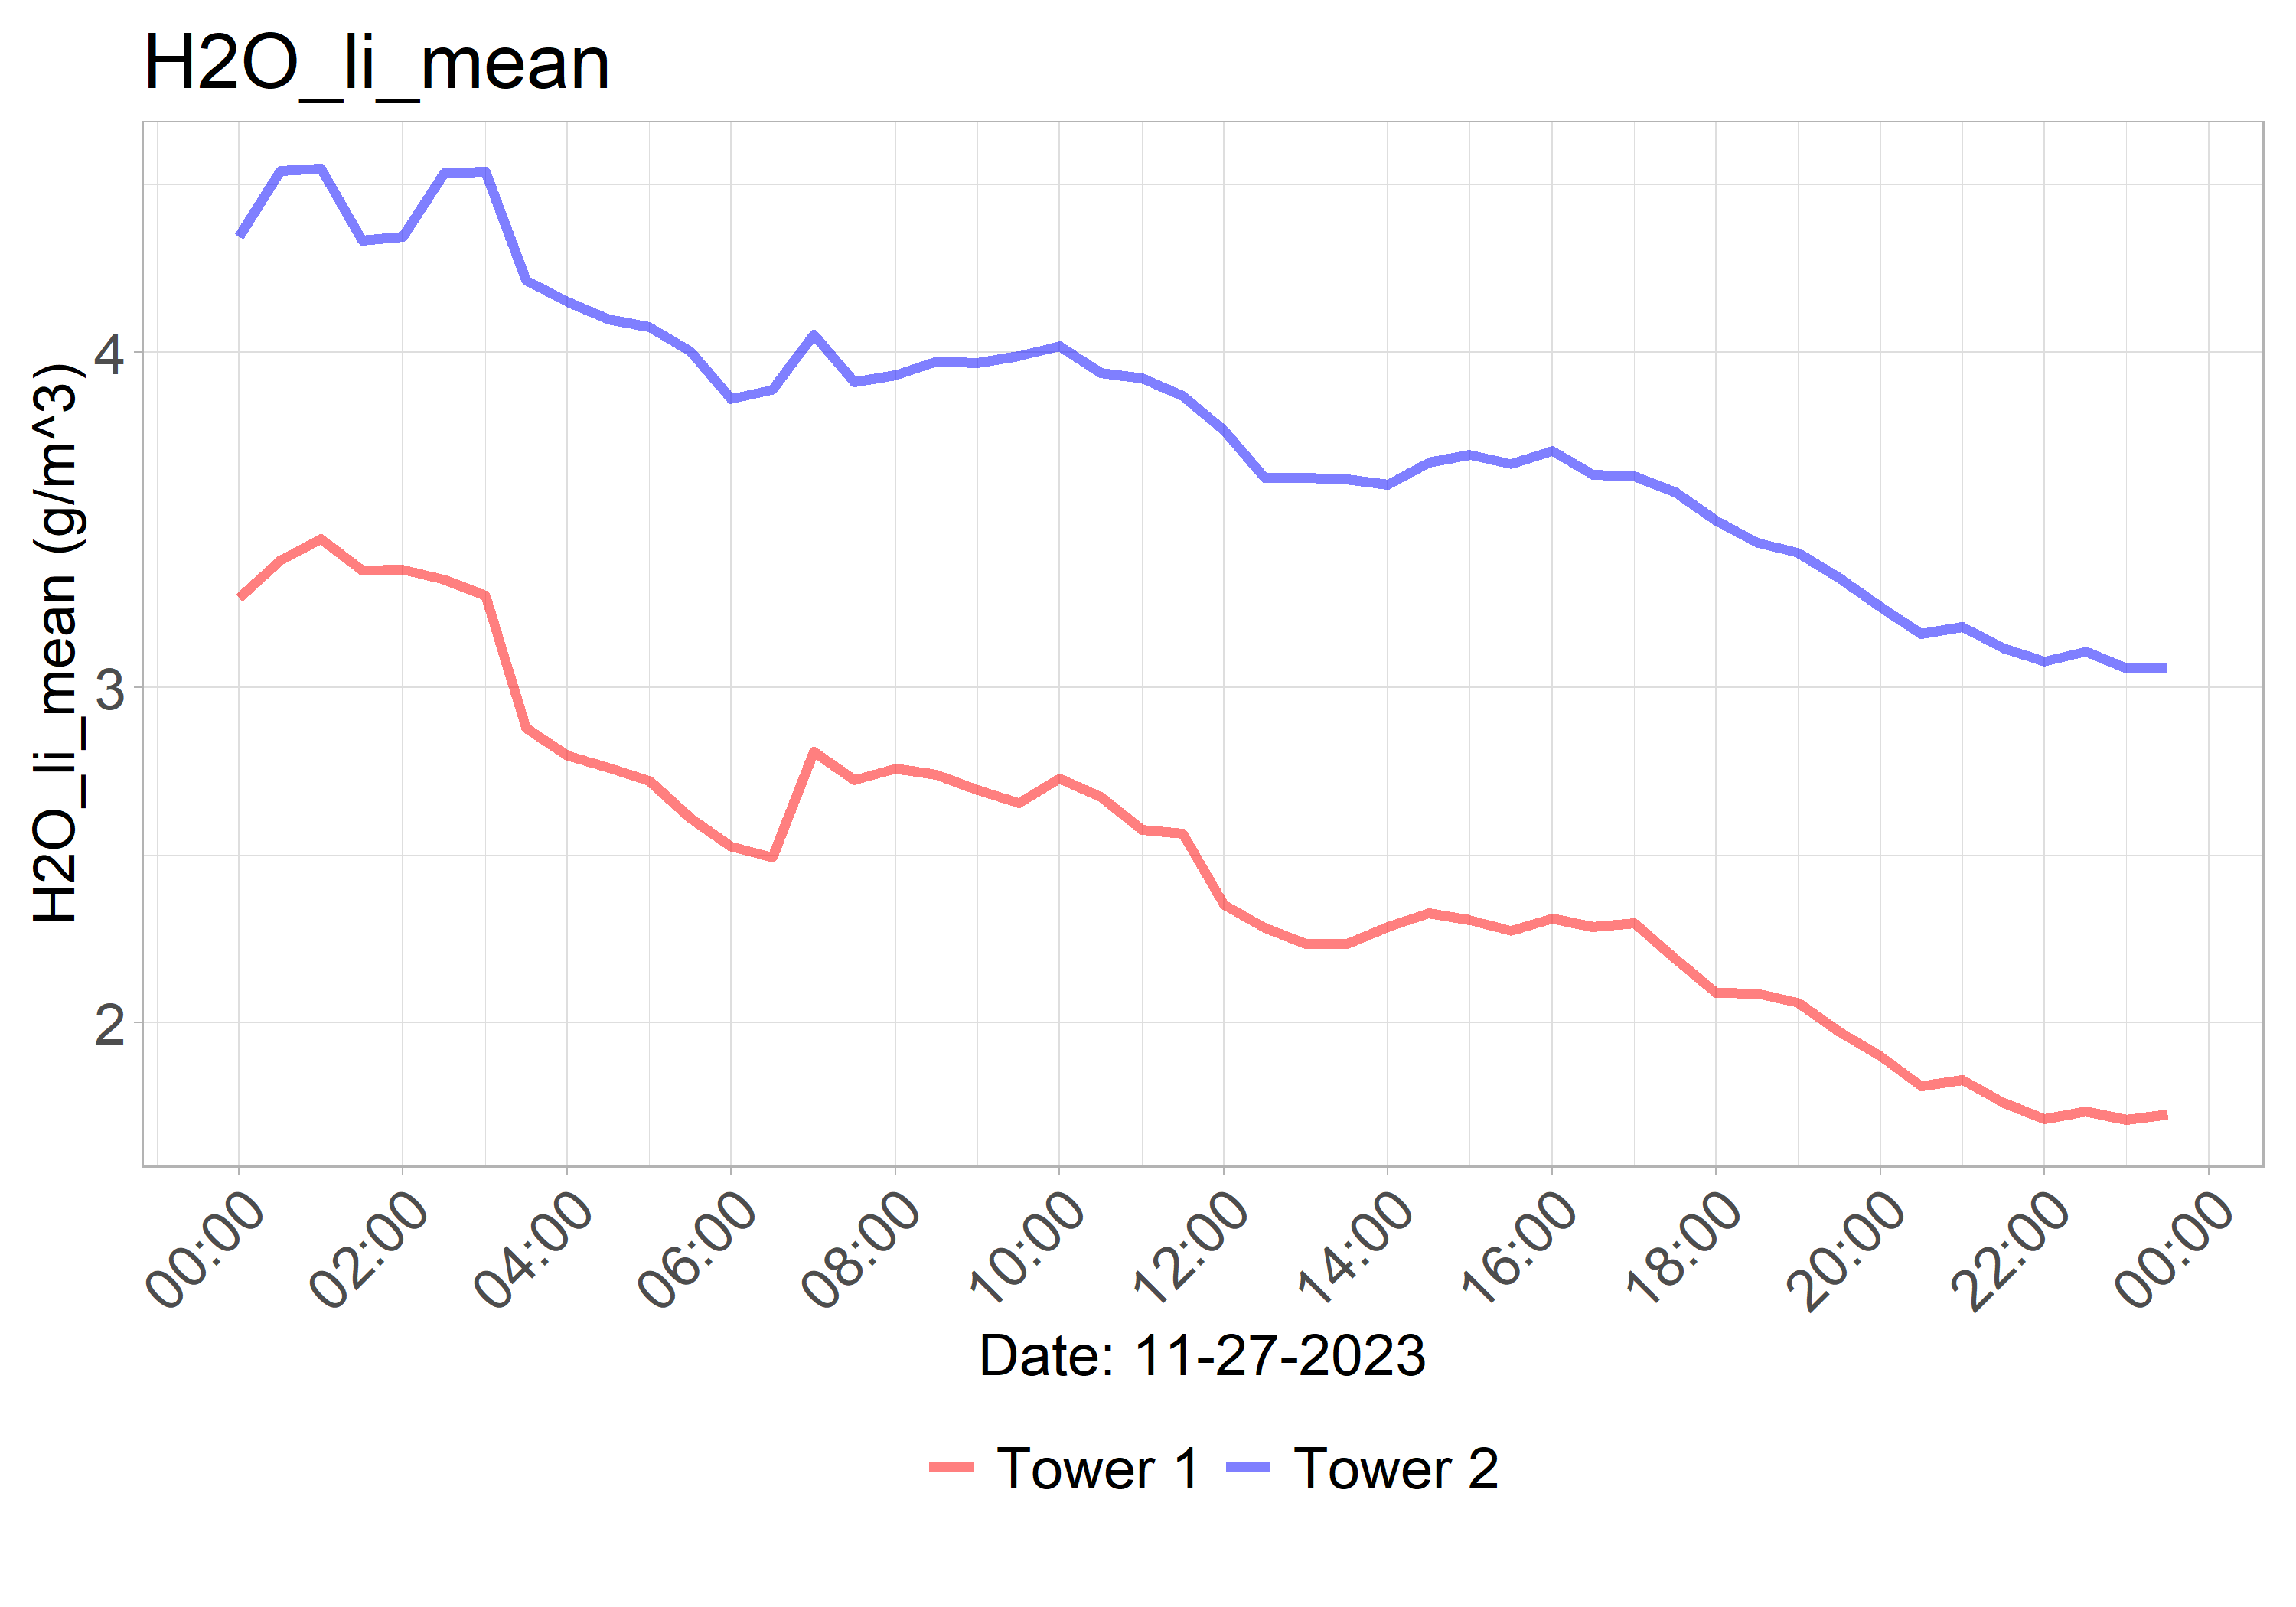 H2O_li_mean
H2O_li_mean (g/m^3)
4
3
2
00:00 02:00 04:00 06:00 08:00 10:00 12:00 14:00 16:00 18:00 20:00 22:00 00:00
Date: 11-27-2023
Tower 1 Tower 2